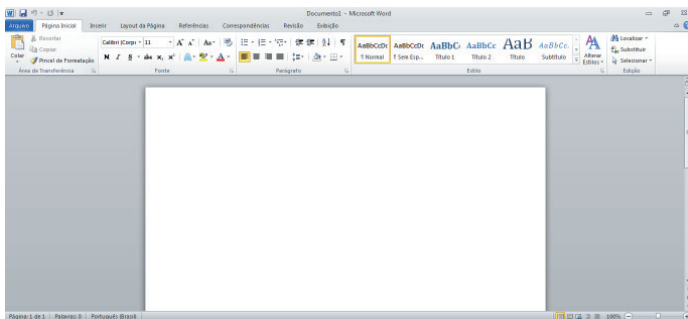 Documento1 - Microsoft Word
Arquivo Página Inicial Inserir Layout da Página Referências Correspondências Revisão Exibição
Colar
Recortar
Copiar
Pincel de Formatação
Área de Transferência
Calibri (Corpo 11
N I S abc x₂ x²
Fonte
Parágrafo
AaBbCcDc AaBbCcDc AaBbC AaBbCc AaB AaBbCc.
¶ Normal ¶ Sem Esp... Título 1 Título 2 Título Subtítulo
Alterar
Estilos
Estilo
Localizar
Substituir
Selecionar
Edição
Página: 1 de 1 Palavras: 0 Português (Brasil) 100%